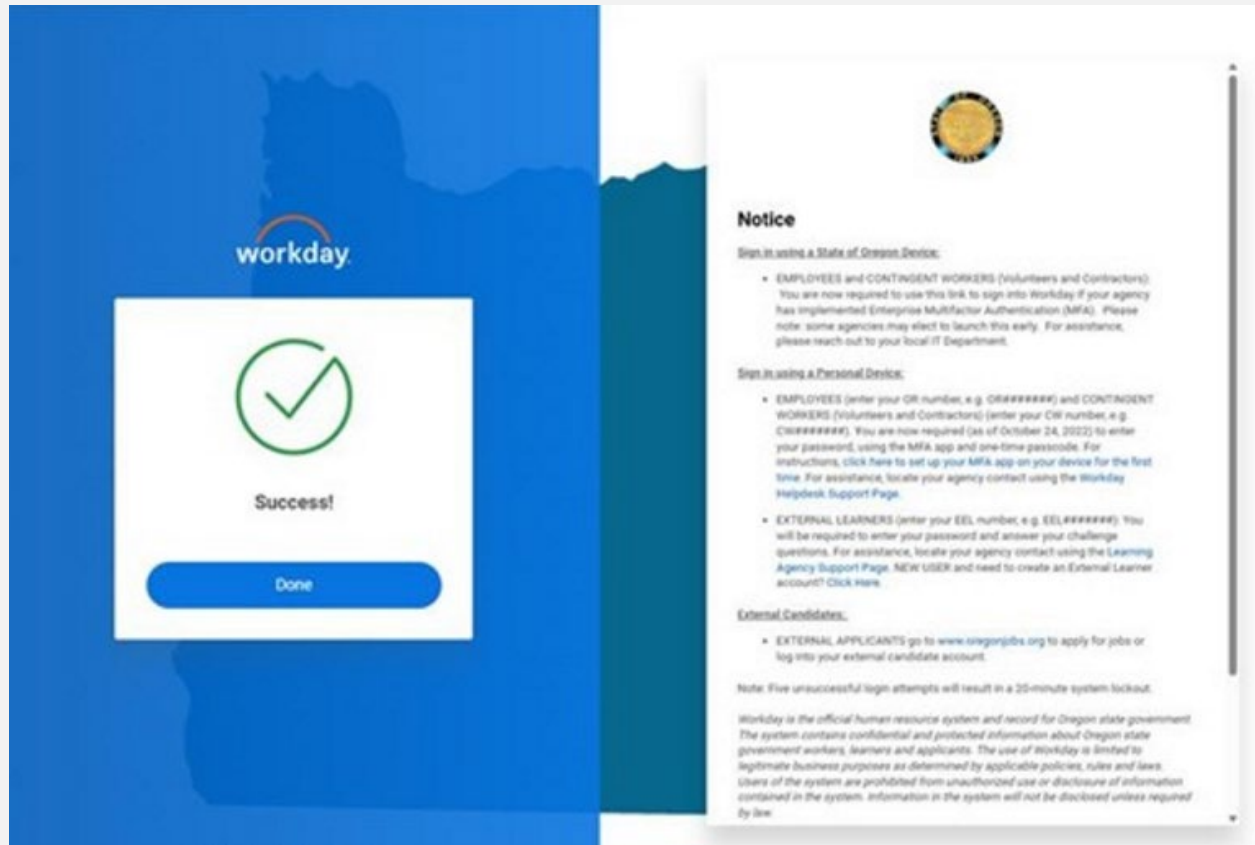 workday.
Success!
Done
Notice
Sign in using a State of Oregon Device:
• EMPLOYEES and CONTINGENT WORKERS (Volunteers and Contractors):
You are now required to use this link to sign into Workday if your agency
has implemented Enterprise Multifactor Authentication (MFA). Please
note: some agencies may elect to launch this early. For assistance,
please reach out to your local IT Department.
Sign in using a Personal Device:
• EMPLOYEES (enter your OR number, e.g. OR#######) and CONTINGENT
WORKERS (Volunteers and Contractors) (enter your CW number, e.g.
CW#######). You are now required (as of October 24, 2022) to enter
your password, using the MFA app and one-time passcode. For
instructions, click here to set up your MFA app on your device for the first
time. For assistance, locate your agency contact using the Workday
Helpdesk Support Page.
• EXTERNAL LEARNERS (enter your EEL number, e.g. EEL#######): You
will be required to enter your password and answer your challenge
questions. For assistance, locate your agency contact using the Learning
Agency Support Page. NEW USER and need to create an External Learner
account? Click Here.
External Candidates:
• EXTERNAL APPLICANTS go to www.oregonjobs.org to apply for jobs or
log into your external candidate account.
Note: Five unsuccessful login attempts will result in a 20-minute system lockout.
Workday is the official human resource system and record for Oregon state government.
The system contains confidential and protected information about Oregon state
government workers, learners and applicants. The use of Workday is limited to
legitimate business purposes as determined by applicable policies, rules and laws.
Users of the system are prohibited from unauthorized use or disclosure of information
contained in the system. Information in the system will not be disclosed unless required
by law.